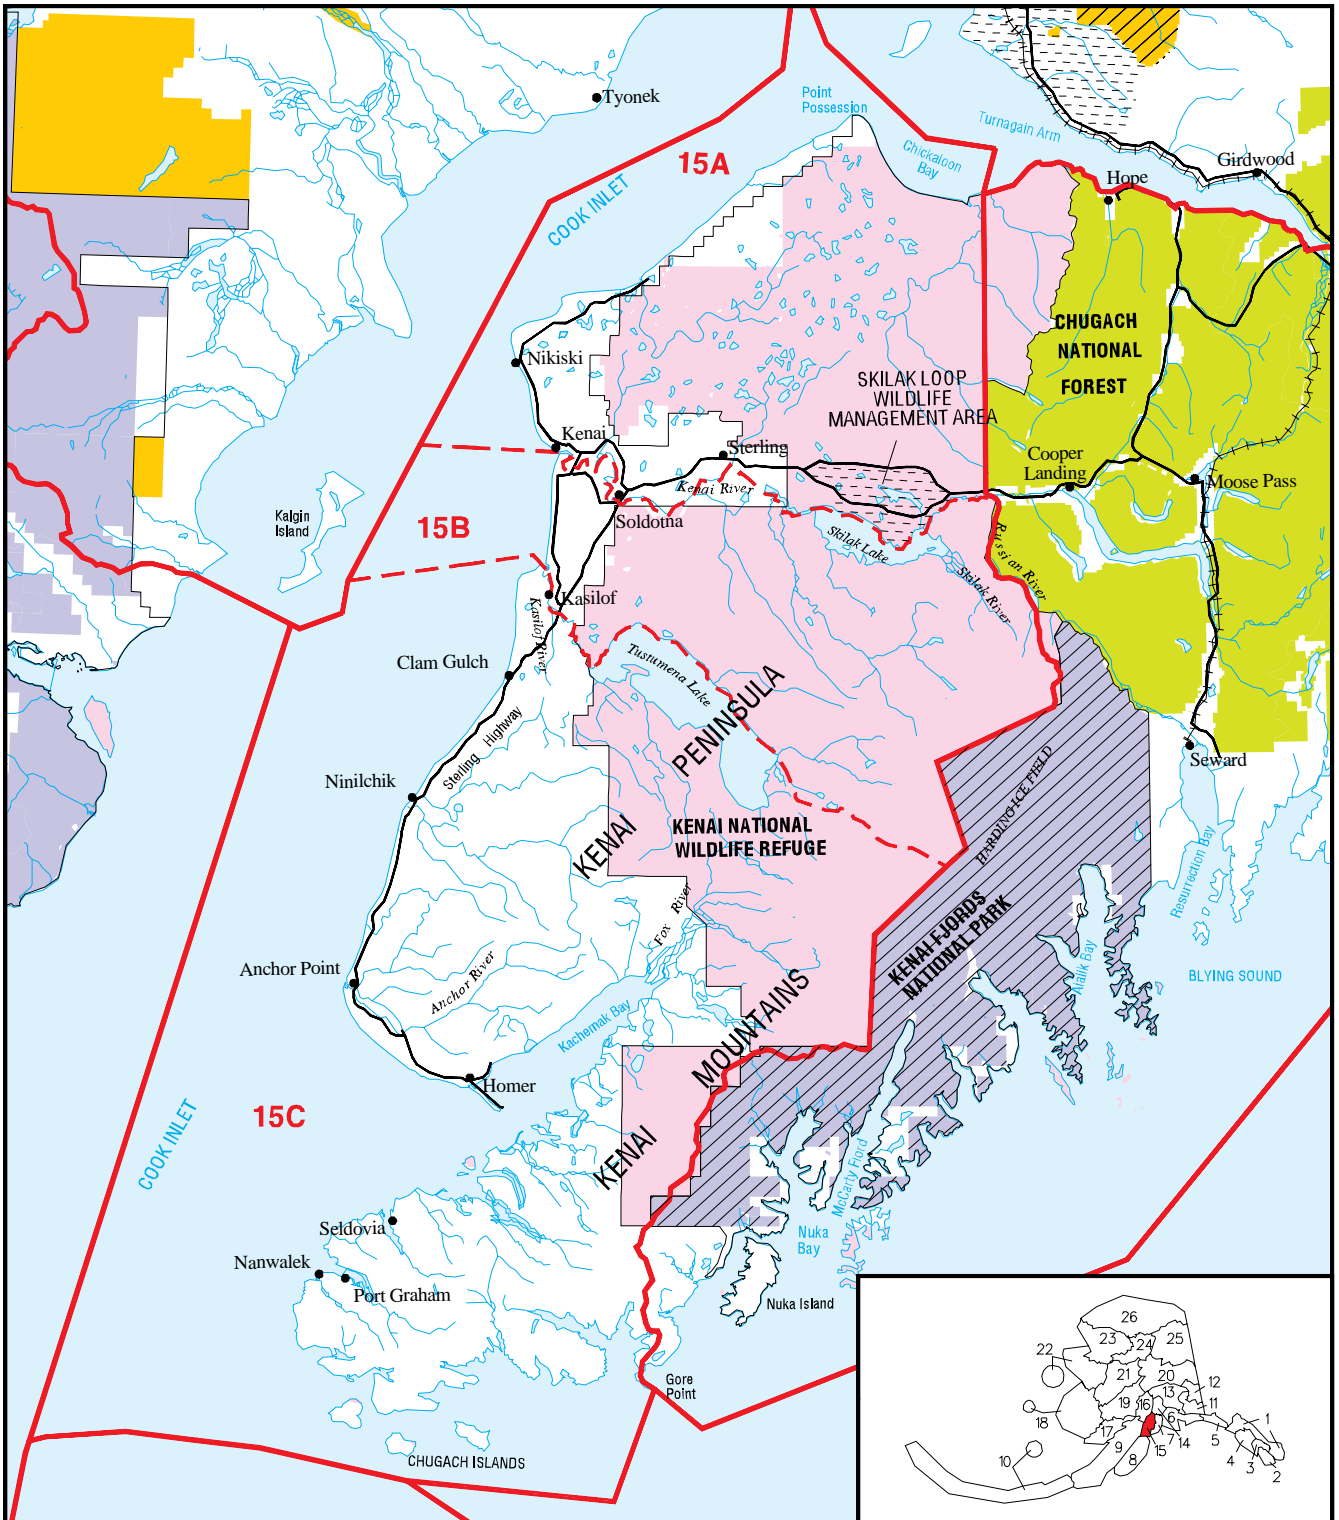 Tyonek
Point
Possession
Turnagain Arm
15A
Chickaloon
Bay
Girdwood
Hope
COOK INLET
CHUGACH
NATIONAL
FOREST
Nikiski
SKILAK LOOP
WILDLIFE
MANAGEMENT AREA
Kenai
Sterling
Cooper
Landing
Moose Pass
Kenai River
Kalgin
Island
15B
Soldotna
Skilak Lake
Russian River
Skilak River
Kasilof
Kasilof River
Clam Gulch
Tustumena Lake
Sterling Highway
Seward
Ninilchik
KENAI PENINSULA
HARDING ICE FIELD
KENAI NATIONAL
WILDLIFE REFUGE
Resurrection Bay
Fox River
KENAI FJORDS
NATIONAL PARK
Anchor Point
Anchor River
Aialik Bay
BLYING SOUND
Kachemak Bay
KENAI MOUNTAINS
Homer
15C
COOK INLET
McCarty Fiord
Seldovia
Nuka
Bay
Nanwalek
Port Graham
Nuka Island
Gore
Point
CHUGACH ISLANDS
26
23
24
25
22
21
20
12
13
19
16
11
18
17
6
1
9
7
14
5
15
10
8
4
3
2